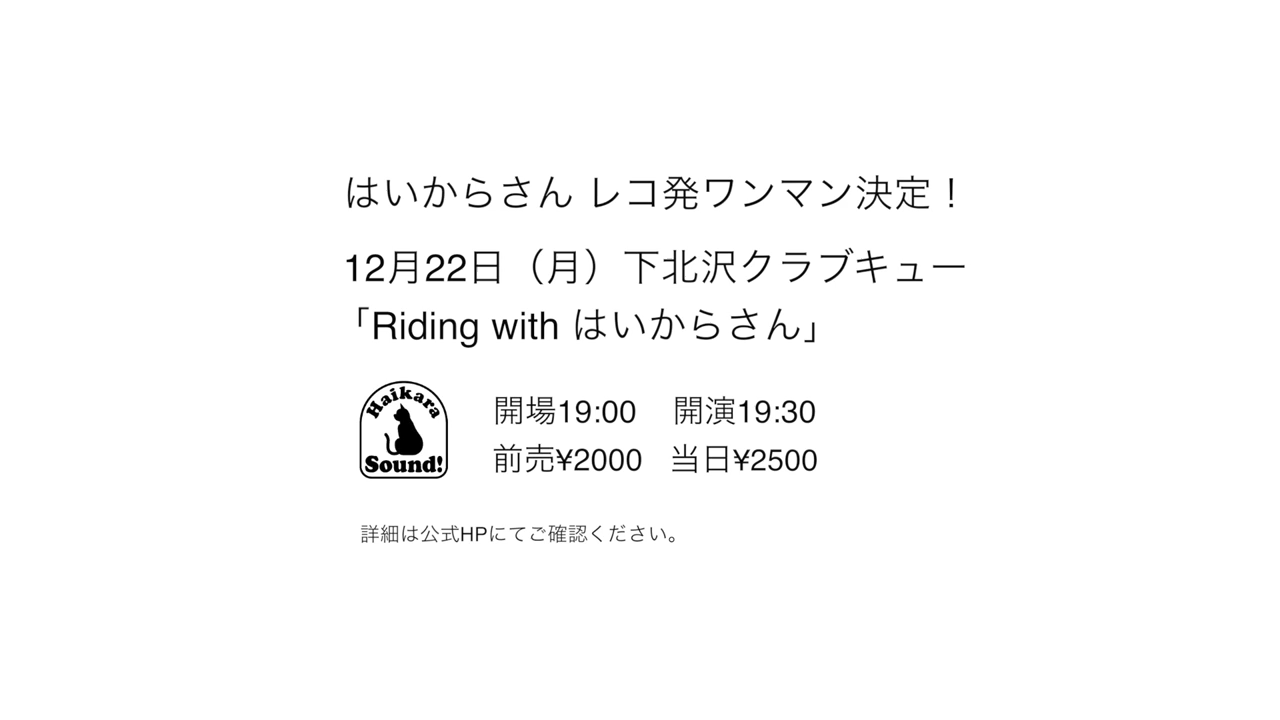 はいからさん レコ発ワンマン決定！
12月22日（月）下北沢クラブキュー
「Riding with はいからさん」
Haikara
Sound!
開場19:00 開演19:30
前売¥2000 当日¥2500
詳細は公式HPにてご確認ください。